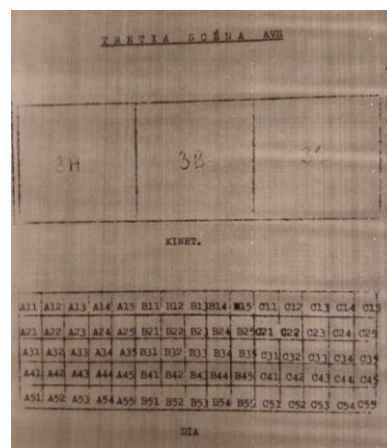 TRETIA SCÉNA AVS
3A 3B 3C
KINET.
A11 A12 A13 A14 A15 B11 B12 B13 B14 B15 C11 C12 C13 C14 C15
A21 A22 A23 A24 A25 B21 B22 B23 B24 B25 C21 C22 C23 C24 C25
A31 A32 A33 A34 A35 B31 B32 B33 B34 B35 C31 C32 C33 C34 C35
A41 A42 A43 A44 A45 B41 B42 B43 B44 B45 C41 C42 C43 C44 C45
A51 A52 A53 A54 A55 B51 B52 B53 B54 B55 C51 C52 C53 C54 C55
DIA